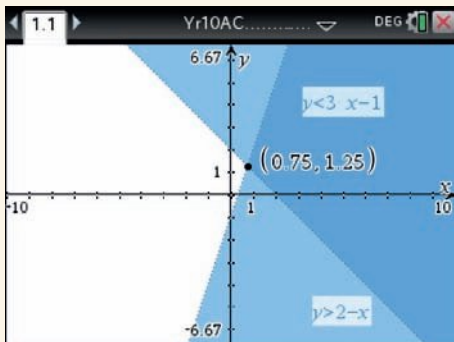 1.1 Yr10AC............ DEG
6.67 y
y<3 x−1
(0.75, 1.25)
1
x
-10 1 10
y>2−x
-6.67